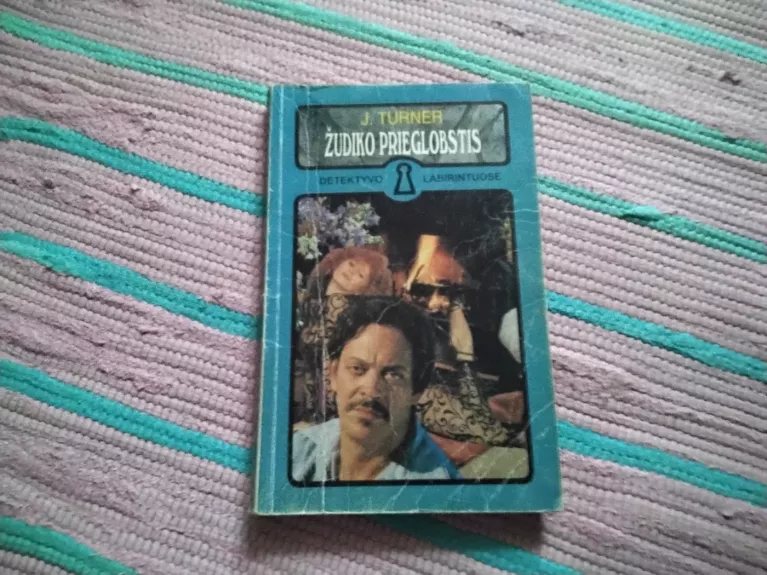 J. TURNER
ŽUDIKO PRIEGLOBSTIS
DETEKTYVO LABIRINTUOSE